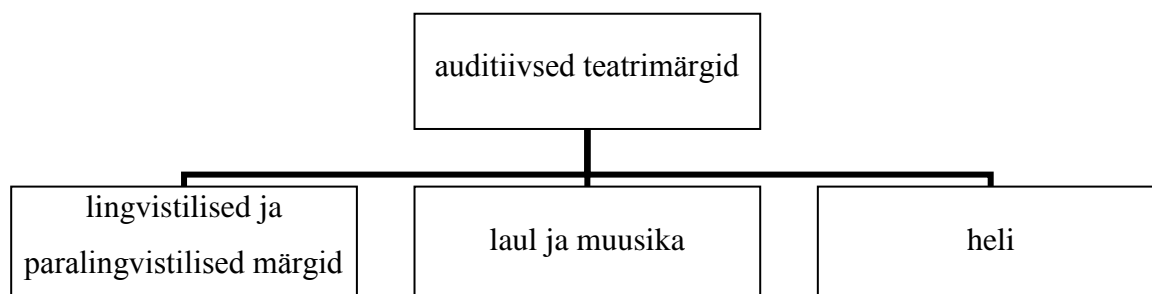 auditiivsed teatrimärgid
lingvistilised ja
paralingvistilised märgid
laul ja muusika
heli